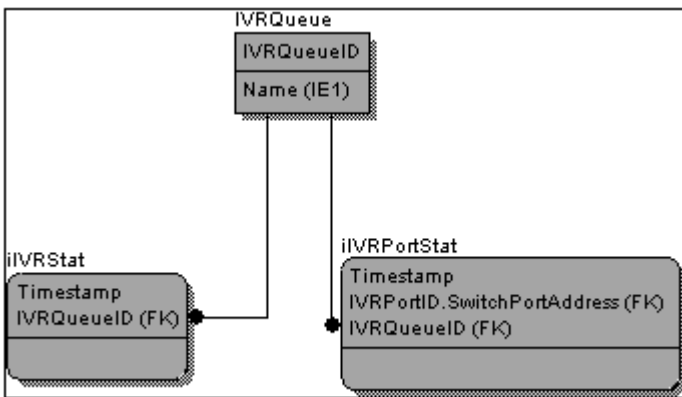 IVRQueue
IVRQueueID
Name (IE1)
iIVRStat
Timestamp
IVRQueueID (FK)
iIVRPortStat
Timestamp
IVRPortID.SwitchPortAddress (FK)
IVRQueueID (FK)